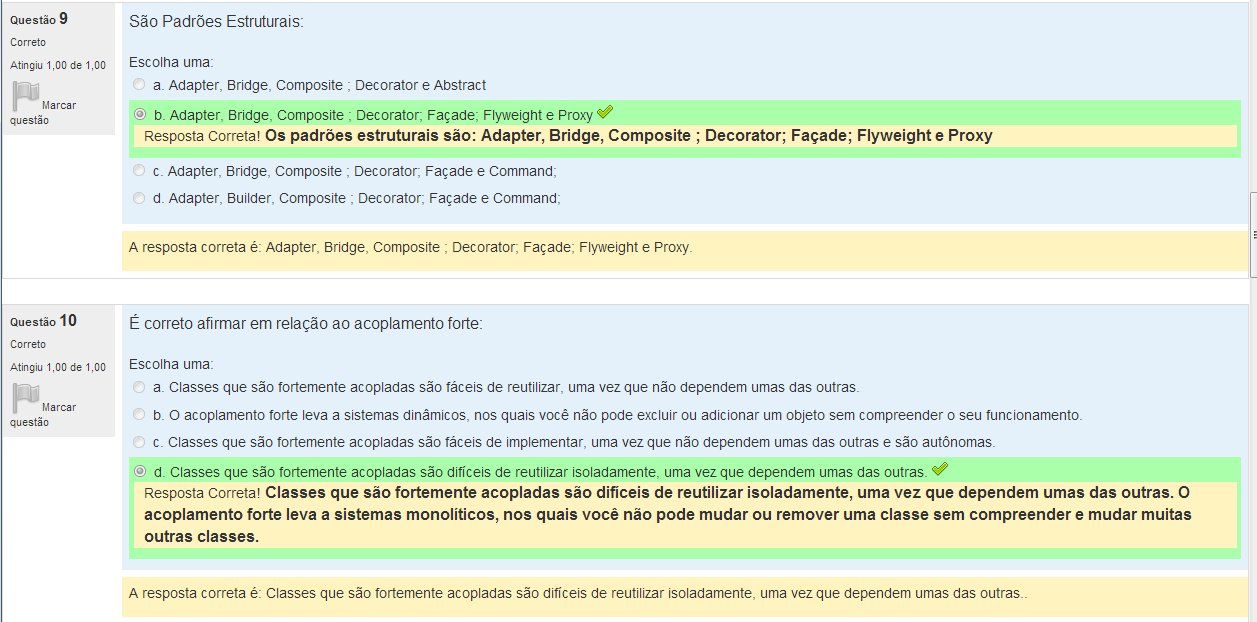 Questão 9
Correto
Atingiu 1,00 de 1,00
Marcar
questão
São Padrões Estruturais:
Escolha uma:
a. Adapter, Bridge, Composite ; Decorator e Abstract
b. Adapter, Bridge, Composite ; Decorator; Façade; Flyweight e Proxy
Resposta Correta! Os padrões estruturais são: Adapter, Bridge, Composite ; Decorator; Façade; Flyweight e Proxy
c. Adapter, Bridge, Composite ; Decorator; Façade e Command;
d. Adapter, Builder, Composite ; Decorator; Façade e Command;
A resposta correta é: Adapter, Bridge, Composite ; Decorator; Façade; Flyweight e Proxy.
Questão 10
Correto
Atingiu 1,00 de 1,00
Marcar
questão
É correto afirmar em relação ao acoplamento forte:
Escolha uma:
a. Classes que são fortemente acopladas são fáceis de reutilizar, uma vez que não dependem umas das outras.
b. O acoplamento forte leva a sistemas dinâmicos, nos quais você não pode excluir ou adicionar um objeto sem compreender o seu funcionamento.
c. Classes que são fortemente acopladas são fáceis de implementar, uma vez que não dependem umas das outras e são autônomas.
d. Classes que são fortemente acopladas são difíceis de reutilizar isoladamente, uma vez que dependem umas das outras.
Resposta Correta! Classes que são fortemente acopladas são difíceis de reutilizar isoladamente, uma vez que dependem umas das outras. O
acoplamento forte leva a sistemas monolíticos, nos quais você não pode mudar ou remover uma classe sem compreender e mudar muitas
outras classes.
A resposta correta é: Classes que são fortemente acopladas são difíceis de reutilizar isoladamente, uma vez que dependem umas das outras..